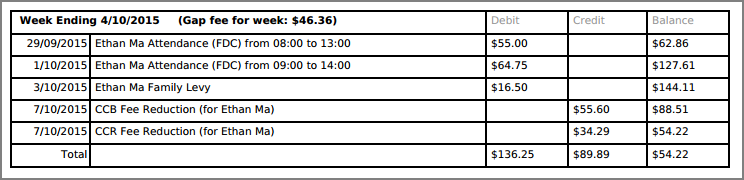 Week Ending 4/10/2015 (Gap fee for week: $46.36) Debit Credit Balance
29/09/2015 Ethan Ma Attendance (FDC) from 08:00 to 13:00 $55.00 $62.86
1/10/2015 Ethan Ma Attendance (FDC) from 09:00 to 14:00 $64.75 $127.61
3/10/2015 Ethan Ma Family Levy $16.50 $144.11
7/10/2015 CCB Fee Reduction (for Ethan Ma) $55.60 $88.51
7/10/2015 CCR Fee Reduction (for Ethan Ma) $34.29 $54.22
Total $136.25 $89.89 $54.22